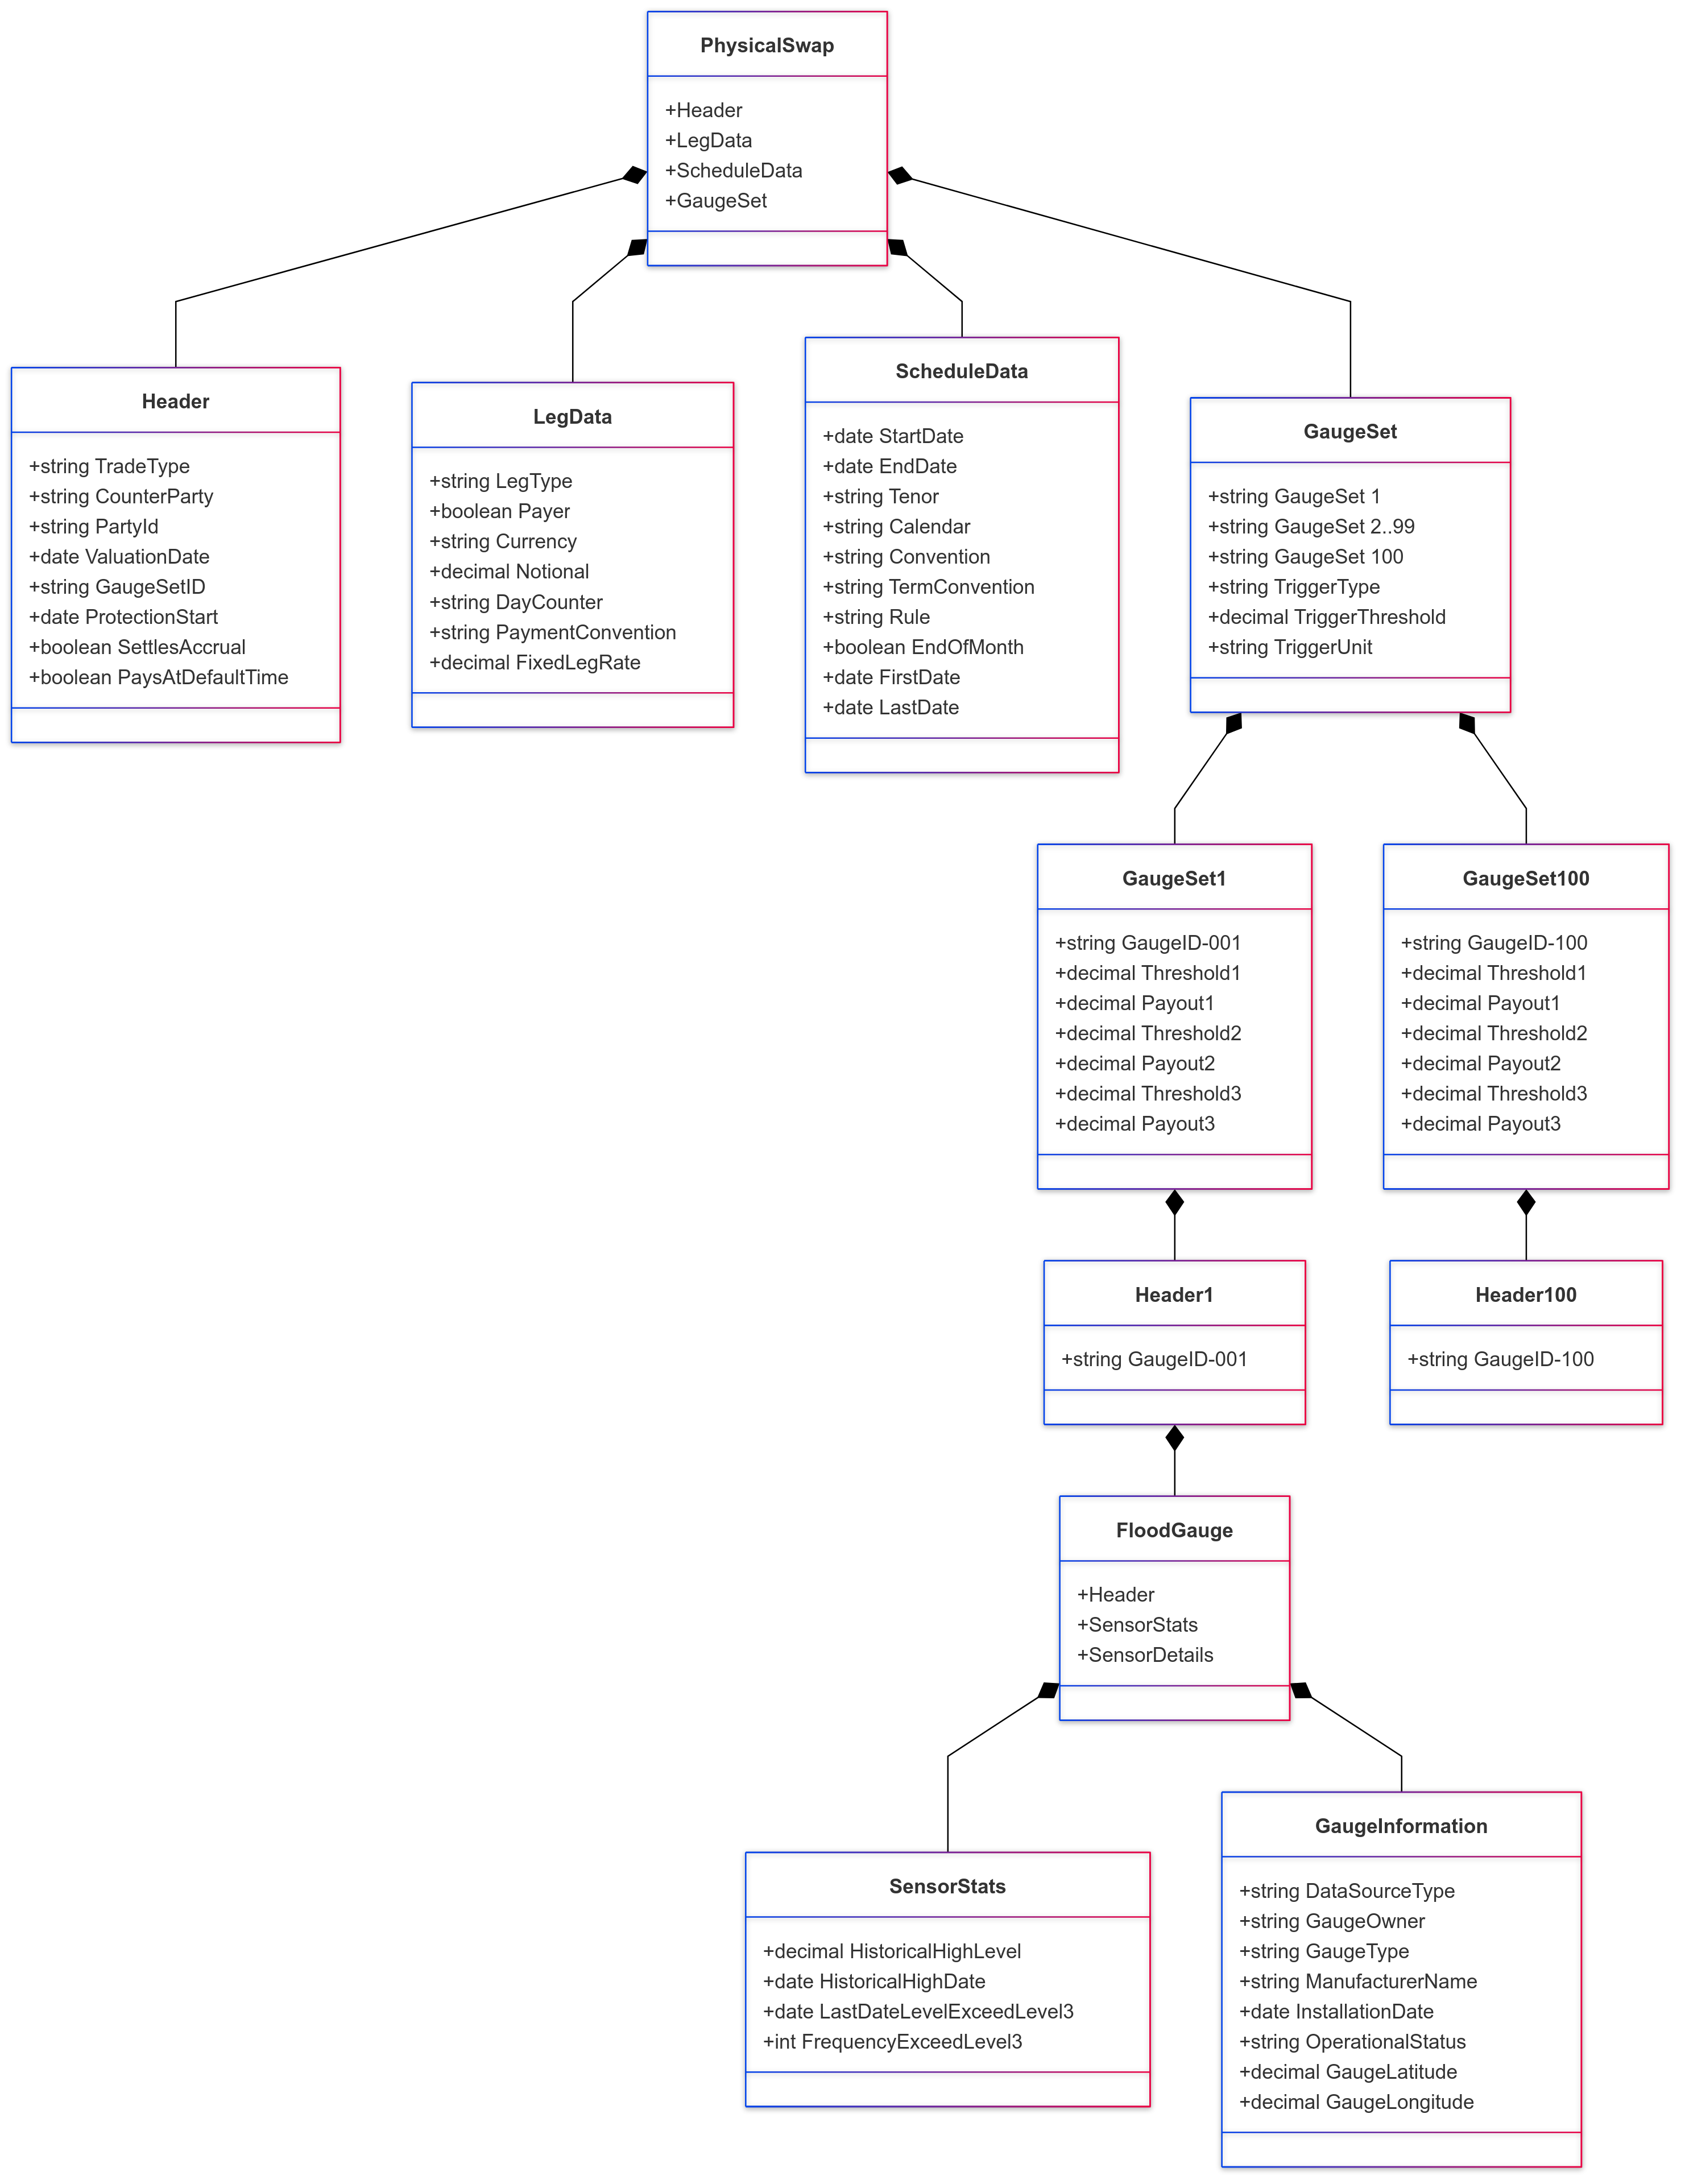 PhysicalSwap
+Header
+LegData
+ScheduleData
+GaugeSet
Header
+string TradeType
+string CounterParty
+string PartyId
+date ValuationDate
+string GaugeSetID
+date ProtectionStart
+boolean SettlesAccrual
+boolean PaysAtDefaultTime
LegData
+string LegType
+boolean Payer
+string Currency
+decimal Notional
+string DayCounter
+string PaymentConvention
+decimal FixedLegRate
ScheduleData
+date StartDate
+date EndDate
+string Tenor
+string Calendar
+string Convention
+string TermConvention
+string Rule
+boolean EndOfMonth
+date FirstDate
+date LastDate
GaugeSet
+string GaugeSet 1
+string GaugeSet 2..99
+string GaugeSet 100
+string TriggerType
+decimal TriggerThreshold
+string TriggerUnit
GaugeSet1
+string GaugeID-001
+decimal Threshold1
+decimal Payout1
+decimal Threshold2
+decimal Payout2
+decimal Threshold3
+decimal Payout3
GaugeSet100
+string GaugeID-100
+decimal Threshold1
+decimal Payout1
+decimal Threshold2
+decimal Payout2
+decimal Threshold3
+decimal Payout3
Header1
+string GaugeID-001
Header100
+string GaugeID-100
FloodGauge
+Header
+SensorStats
+SensorDetails
SensorStats
+decimal HistoricalHighLevel
+date HistoricalHighDate
+date LastDateLevelExceedLevel3
+int FrequencyExceedLevel3
GaugeInformation
+string DataSourceType
+string GaugeOwner
+string GaugeType
+string ManufacturerName
+date InstallationDate
+string OperationalStatus
+decimal GaugeLatitude
+decimal GaugeLongitude